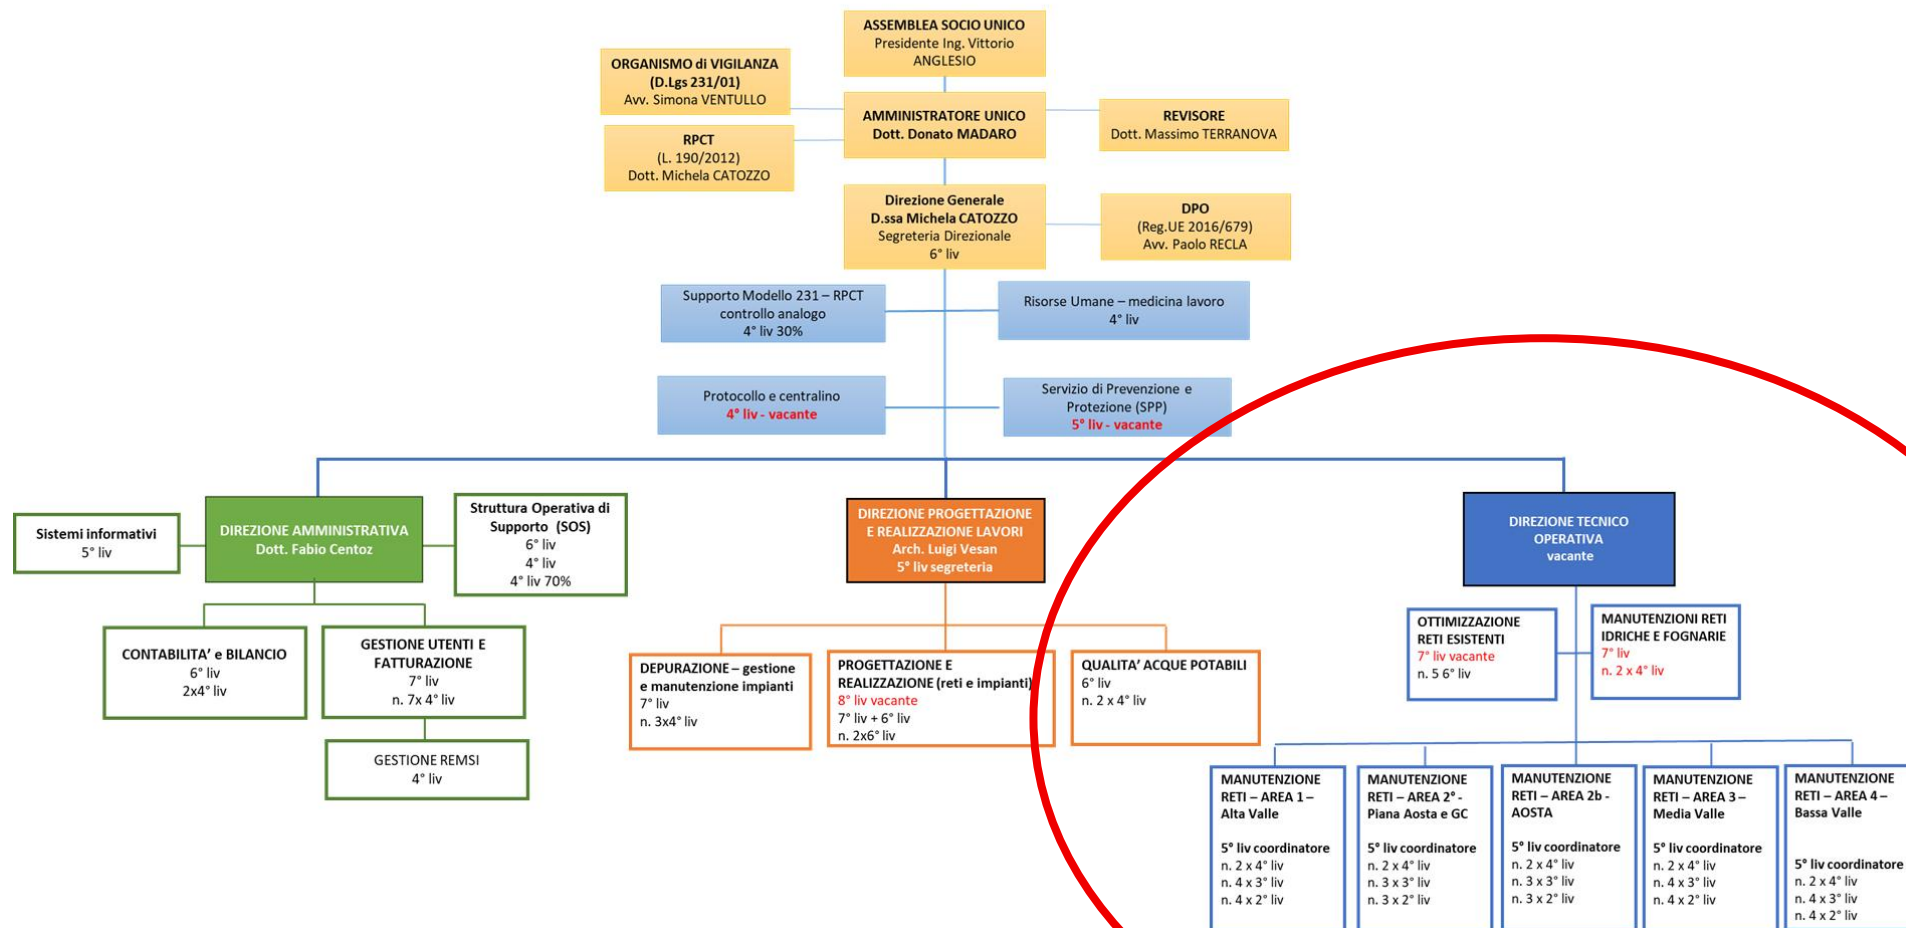 ASSEMBLEA SOCIO UNICO
Presidente Ing. Vittorio
ANGLESIO
ORGANISMO di VIGILANZA
(D.Lgs 231/01)
Avv. Simona VENTULLO
AMMINISTRATORE UNICO
Dott. Donato MADARO
REVISORE
Dott. Massimo TERRANOVA
RPCT
(L. 190/2012)
Dott. Michela CATOZZO
Direzione Generale
D.ssa Michela CATOZZO
Segreteria Direzionale
6° liv
DPO
(Reg.UE 2016/679)
Avv. Paolo RECLA
Supporto Modello 231 – RPCT
controllo analogo
4° liv 30%
Risorse Umane – medicina lavoro
4° liv
Protocollo e centralino
4° liv - vacante
Servizio di Prevenzione e
Protezione (SPP)
5° liv - vacante
Sistemi informativi
5° liv
DIREZIONE AMMINISTRATIVA
Dott. Fabio Centoz
Struttura Operativa di
Supporto (SOS)
6° liv
4° liv
4° liv 70%
CONTABILITA’ e BILANCIO
6° liv
2x4° liv
GESTIONE UTENTI E
FATTURAZIONE
7° liv
n. 7x 4° liv
GESTIONE REMSI
4° liv
DIREZIONE PROGETTAZIONE
E REALIZZAZIONE LAVORI
Arch. Luigi Vesan
5° liv segreteria
DEPURAZIONE – gestione
e manutenzione impianti
7° liv
n. 3x4° liv
PROGETTAZIONE E
REALIZZAZIONE (reti e impianti)
8° liv vacante
7° liv + 6° liv
n. 2x6° liv
QUALITA’ ACQUE POTABILI
6° liv
n. 2 x 4° liv
DIREZIONE TECNICO
OPERATIVA
vacante
OTTIMIZZAZIONE
RETI ESISTENTI
7° liv vacante
n. 5 6° liv
MANUTENZIONI RETI
IDRICHE E FOGNARIE
7° liv
n. 2 x 4° liv
MANUTENZIONE
RETI – AREA 1 –
Alta Valle
5° liv coordinatore
n. 2 x 4° liv
n. 4 x 3° liv
n. 4 x 2° liv
MANUTENZIONE
RETI – AREA 2° -
Piana Aosta e GC
5° liv coordinatore
n. 2 x 4° liv
n. 3 x 3° liv
n. 3 x 2° liv
MANUTENZIONE
RETI – AREA 2b -
AOSTA
5° liv coordinatore
n. 2 x 4° liv
n. 3 x 3° liv
n. 3 x 2° liv
MANUTENZIONE
RETI – AREA 3 –
Media Valle
5° liv coordinatore
n. 2 x 4° liv
n. 4 x 3° liv
n. 4 x 2° liv
MANUTENZIONE
RETI – AREA 4 –
Bassa Valle
5° liv coordinatore
n. 2 x 4° liv
n. 4 x 3° liv
n. 4 x 2° liv